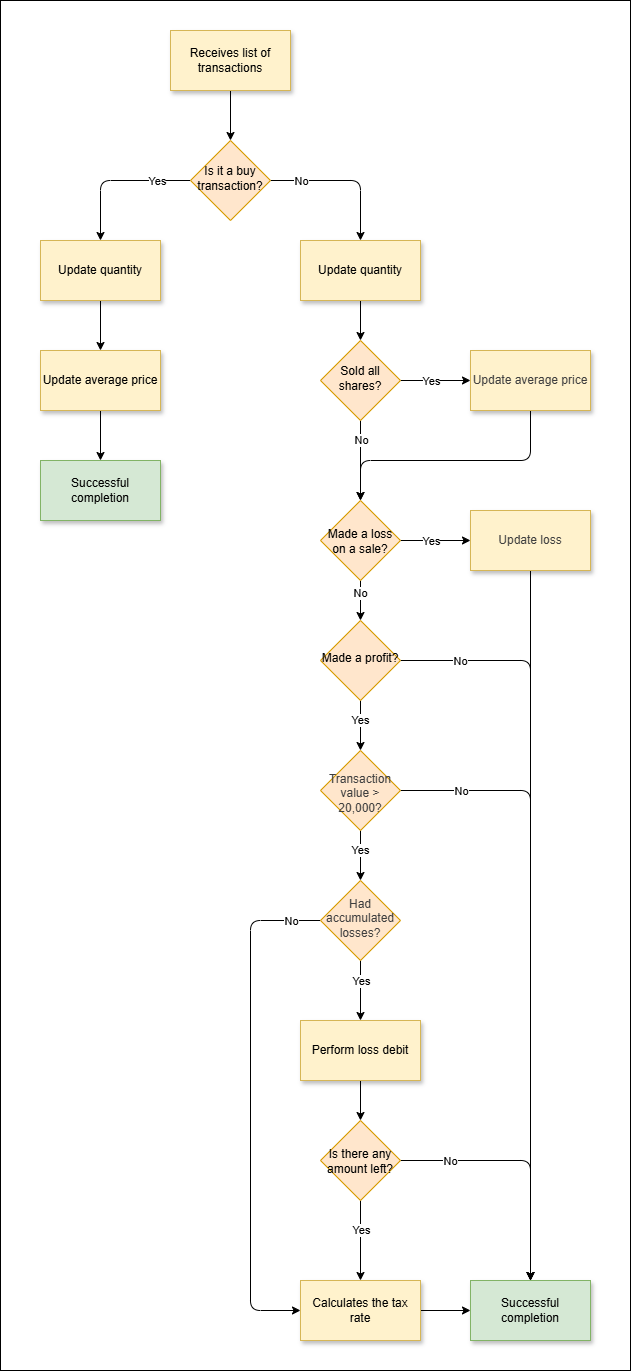 Receives list of
transactions
Is it a buy
transaction?
Yes
No
Update quantity
Update quantity
Update average price
Sold all
shares?
Yes
Update average price
No
Successful
completion
Made a loss
on a sale?
Yes
Update loss
No
Made a profit?
No
Yes
Transaction
value >
20,000?
No
Yes
Had
accumulated
losses?
No
Yes
Perform loss debit
Is there any
amount left?
No
Yes
Calculates the tax
rate
Successful
completion